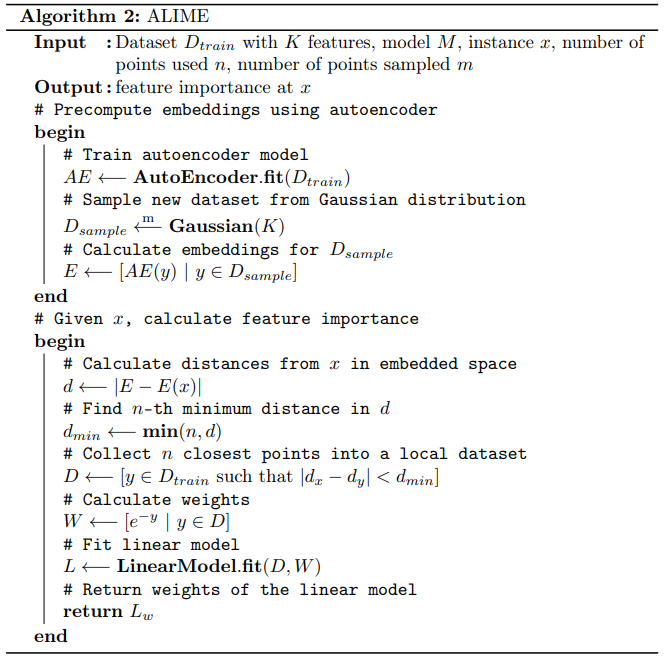 Algorithm 2: ALIME
Input : Dataset D_train with K features, model M, instance x, number of
points used n, number of points sampled m
Output : feature importance at x
# Precompute embeddings using autoencoder
begin
# Train autoencoder model
AE ⟵ AutoEncoder.fit(D_train)
# Sample new dataset from Gaussian distribution
D_sample ⟵^m Gaussian(K)
# Calculate embeddings for D_sample
E ⟵ [AE(y) | y ∈ D_sample]
end
# Given x, calculate feature importance
begin
# Calculate distances from x in embedded space
d ⟵ |E − E(x)|
# Find n-th minimum distance in d
d_min ⟵ min(n, d)
# Collect n closest points into a local dataset
D ⟵ [y ∈ D_train such that |d_x − d_y| < d_min]
# Calculate weights
W ⟵ [e^−y | y ∈ D]
# Fit linear model
L ⟵ LinearModel.fit(D, W)
# Return weights of the linear model
return L_w
end